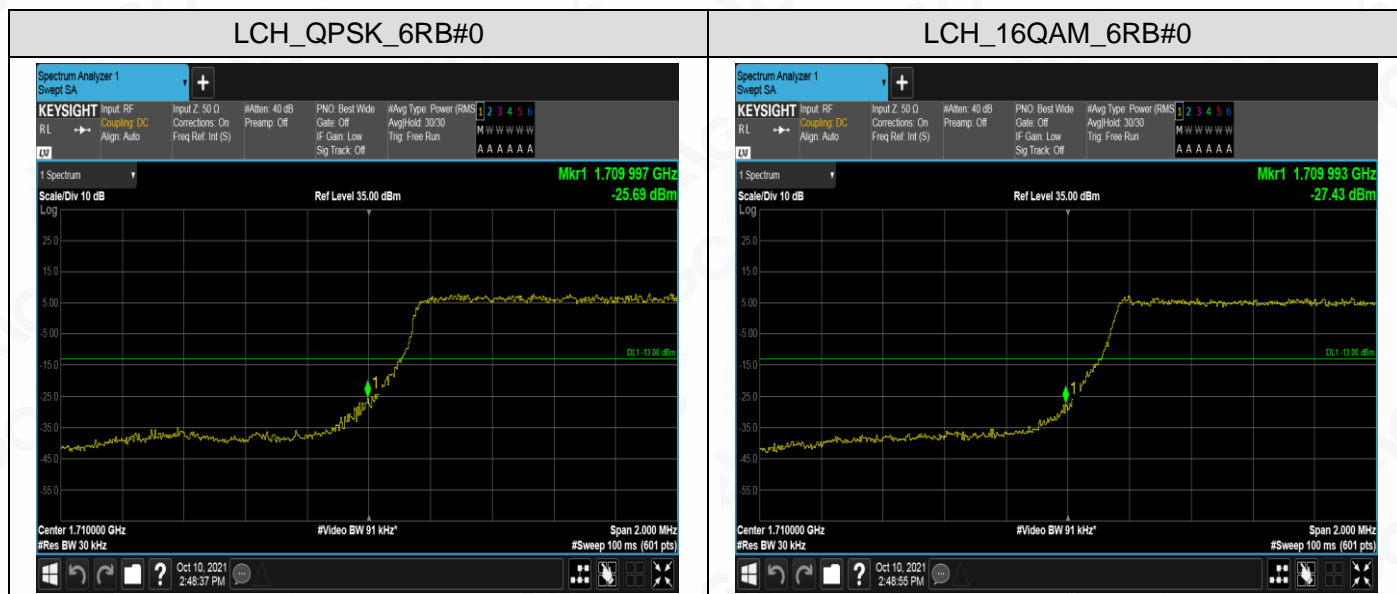 LCH_QPSK_6RB#0
Spectrum Analyzer 1
Swept SA
+
KEYSIGHT
RL
LXI
Input: RF
Coupling: DC
Align: Auto
Input Z: 50 Ω
Corrections: On
Freq Ref: Int (S)
#Atten: 40 dB
Preamp: Off
PNO: Best Wide
Gate: Off
IF Gain: Low
Sig Track: Off
#Avg Type: Power (RMS
Avg|Hold: 30/30
Trig: Free Run
1 2 3 4 5 6
M W W W W W
A A A A A A
1 Spectrum
Mkr1 1.709 997 GHz
-25.69 dBm
Scale/Div 10 dB
Ref Level 35.00 dBm
Log
25.0
15.0
5.00
-5.00
DL1 -13.00 dBm
-15.0
1
-25.0
-35.0
-45.0
-55.0
Center 1.710000 GHz
#Video BW 91 kHz*
Span 2.000 MHz
#Res BW 30 kHz
#Sweep 100 ms (601 pts)
?
Oct 10, 2021
2:48:37 PM
LCH_16QAM_6RB#0
Spectrum Analyzer 1
Swept SA
+
KEYSIGHT
RL
LXI
Input: RF
Coupling: DC
Align: Auto
Input Z: 50 Ω
Corrections: On
Freq Ref: Int (S)
#Atten: 40 dB
Preamp: Off
PNO: Best Wide
Gate: Off
IF Gain: Low
Sig Track: Off
#Avg Type: Power (RMS
Avg|Hold: 30/30
Trig: Free Run
1 2 3 4 5 6
M W W W W W
A A A A A A
1 Spectrum
Mkr1 1.709 993 GHz
-27.43 dBm
Scale/Div 10 dB
Ref Level 35.00 dBm
Log
25.0
15.0
5.00
-5.00
DL1 -13.00 dBm
-15.0
1
-25.0
-35.0
-45.0
-55.0
Center 1.710000 GHz
#Video BW 91 kHz*
Span 2.000 MHz
#Res BW 30 kHz
#Sweep 100 ms (601 pts)
?
Oct 10, 2021
2:48:55 PM